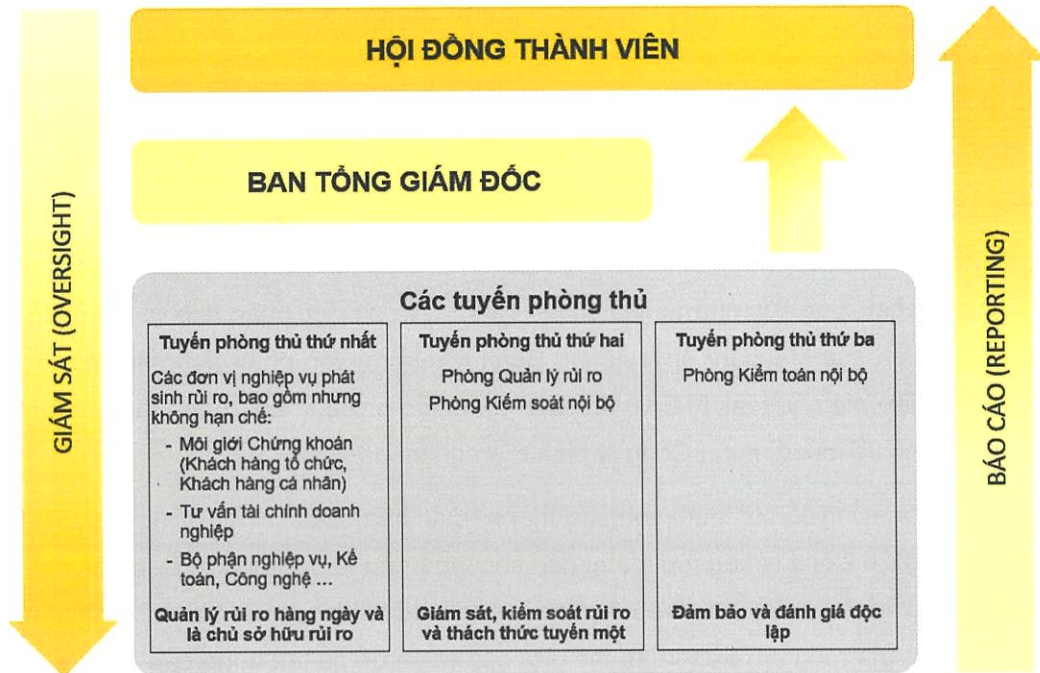 HỘI ĐỒNG THÀNH VIÊN
BAN TỔNG GIÁM ĐỐC
GIÁM SÁT (OVERSIGHT)
BÁO CÁO (REPORTING)
Các tuyến phòng thủ
Tuyến phòng thủ thứ nhất
Các đơn vị nghiệp vụ phát
sinh rủi ro, bao gồm nhưng
không hạn chế:
- Môi giới Chứng khoán
(Khách hàng tổ chức,
Khách hàng cá nhân)
- Tư vấn tài chính doanh
nghiệp
- Bộ phận nghiệp vụ, Kế
toán, Công nghệ ...
Quản lý rủi ro hàng ngày và
là chủ sở hữu rủi ro
Tuyến phòng thủ thứ hai
Phòng Quản lý rủi ro
Phòng Kiểm soát nội bộ
Giám sát, kiểm soát rủi ro
và thách thức tuyến một
Tuyến phòng thủ thứ ba
Phòng Kiểm toán nội bộ
Đảm bảo và đánh giá độc
lập